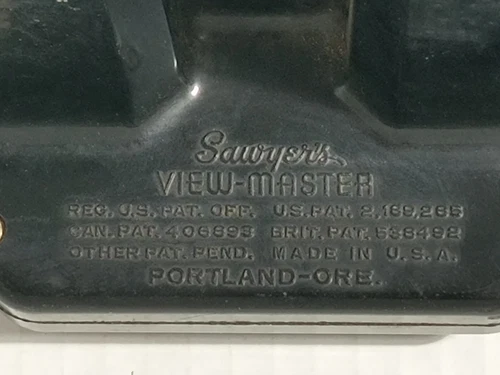 Sawyer's
VIEW-MASTER
REG. U.S. PAT. OFF. U.S. PAT. 2,189,285
CAN. PAT. 406693 BRIT. PAT. 538492
OTHER PAT. PEND. MADE IN U.S.A.
PORTLAND-ORE.